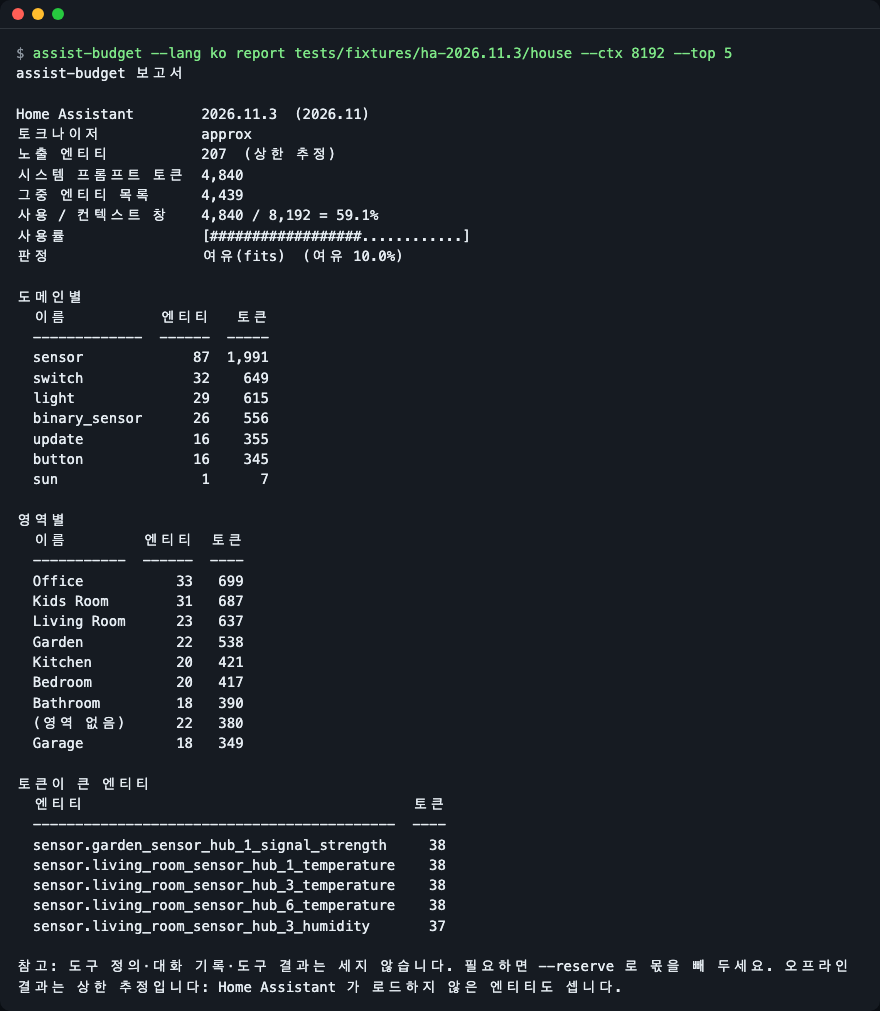 $ assist-budget --lang ko report tests/fixtures/ha-2026.11.3/house --ctx 8192 --top 5
assist-budget 보고서
Home Assistant 2026.11.3 (2026.11)
토크나이저 approx
노출 엔티티 207 (상한 추정)
시스템 프롬프트 토큰 4,840
그중 엔티티 목록 4,439
사용 / 컨텍스트 창 4,840 / 8,192 = 59.1%
사용률 [##################............]
판정 여유(fits) (여유 10.0%)
도메인별
이름 엔티티 토큰
------------- ------ -----
sensor 87 1,991
switch 32 649
light 29 615
binary_sensor 26 556
update 16 355
button 16 345
sun 1 7
영역별
이름 엔티티 토큰
----------- ------ ----
Office 33 699
Kids Room 31 687
Living Room 23 637
Garden 22 538
Kitchen 20 421
Bedroom 20 417
Bathroom 18 390
(영역 없음) 22 380
Garage 18 349
토큰이 큰 엔티티
엔티티 토큰
------------------------------------------- ----
sensor.garden_sensor_hub_1_signal_strength 38
sensor.living_room_sensor_hub_1_temperature 38
sensor.living_room_sensor_hub_3_temperature 38
sensor.living_room_sensor_hub_6_temperature 38
sensor.living_room_sensor_hub_3_humidity 37
참고: 도구 정의·대화 기록·도구 결과는 세지 않습니다. 필요하면 --reserve 로 몫을 빼 두세요. 오프라인
결과는 상한 추정입니다: Home Assistant 가 로드하지 않은 엔티티도 셉니다.